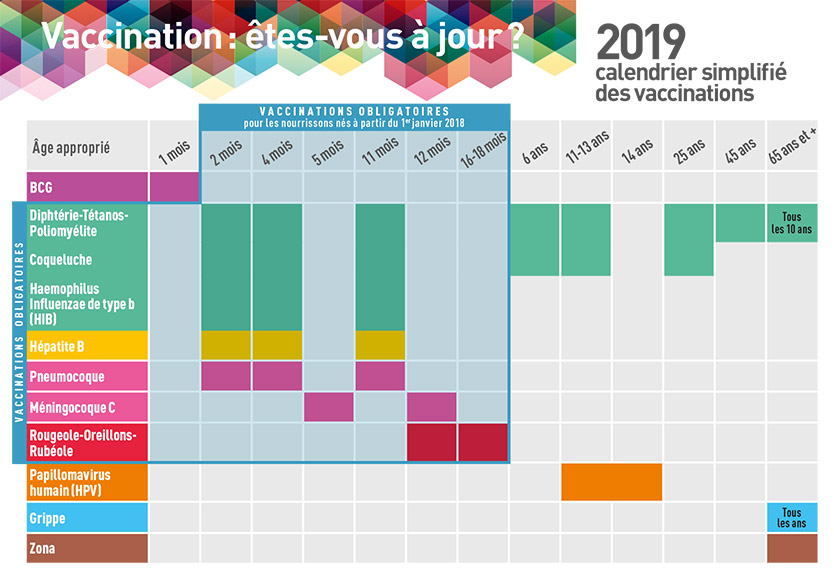 Vaccination : êtes-vous à jour ?
2019
calendrier simplifié
des vaccinations
VACCINATIONS OBLIGATOIRES
pour les nourrissons nés à partir du 1er janvier 2018
Âge approprié
1 mois
2 mois
4 mois
5 mois
11 mois
12 mois
16-18 mois
6 ans
11-13 ans
14 ans
25 ans
45 ans
65 ans et +
BCG
VACCINATIONS OBLIGATOIRES
Diphtérie-Tétanos-
Poliomyélite
Tous
les 10 ans
Coqueluche
Haemophilus
Influenzae de type b
(HIB)
Hépatite B
Pneumocoque
Méningocoque C
Rougeole-Oreillons-
Rubéole
Papillomavirus
humain (HPV)
Grippe
Tous
les ans
Zona